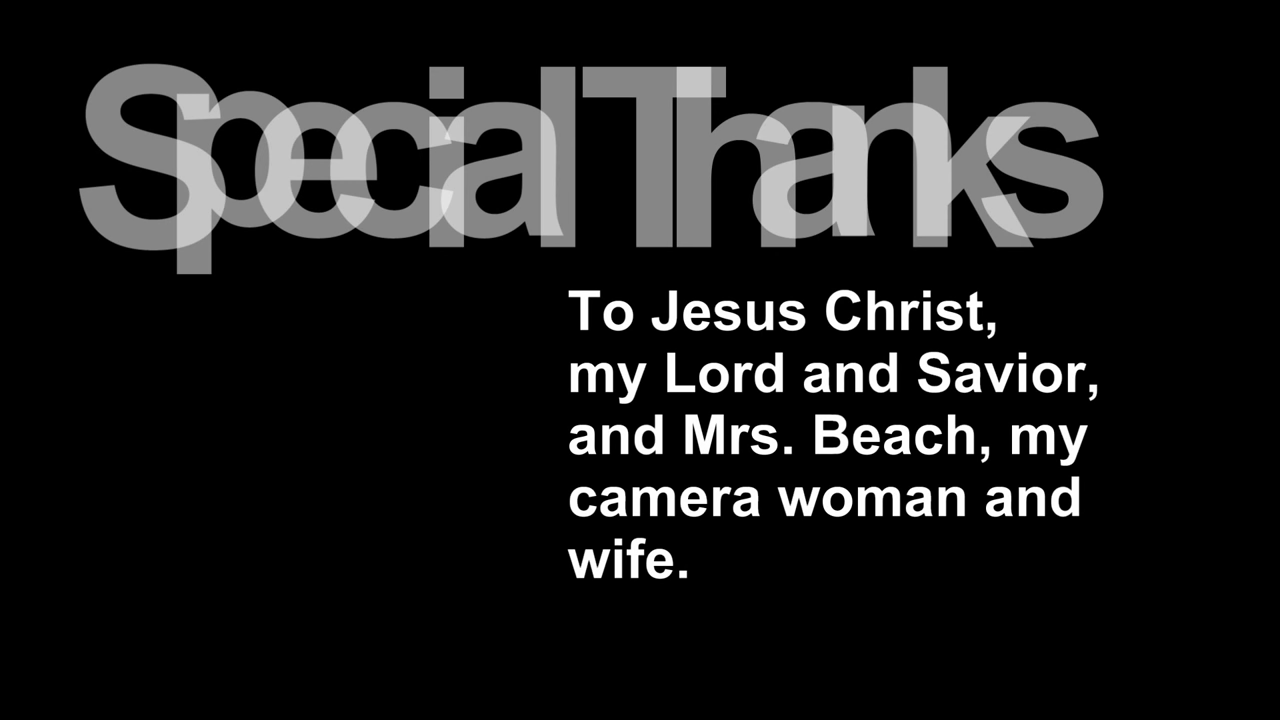 Special Thanks
To Jesus Christ,
my Lord and Savior,
and Mrs. Beach, my
camera woman and
wife.